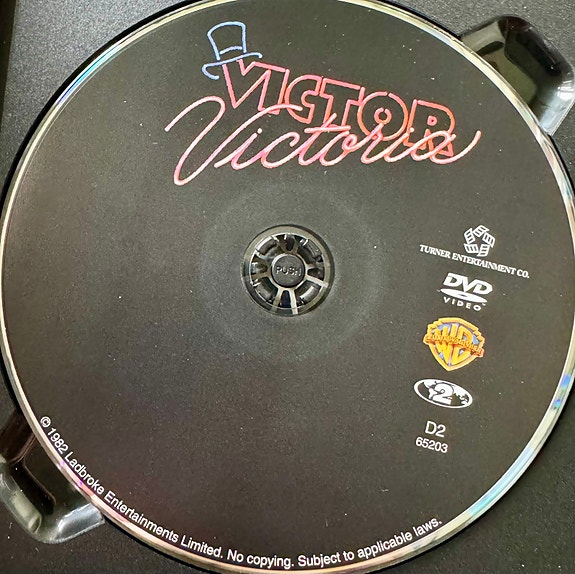 VICTOR
Victoria
PUSH
TURNER ENTERTAINMENT CO.
DVD
VIDEO
WB
2
D2
65203
© 1982 Ladbroke Entertainments Limited. No copying. Subject to applicable laws.